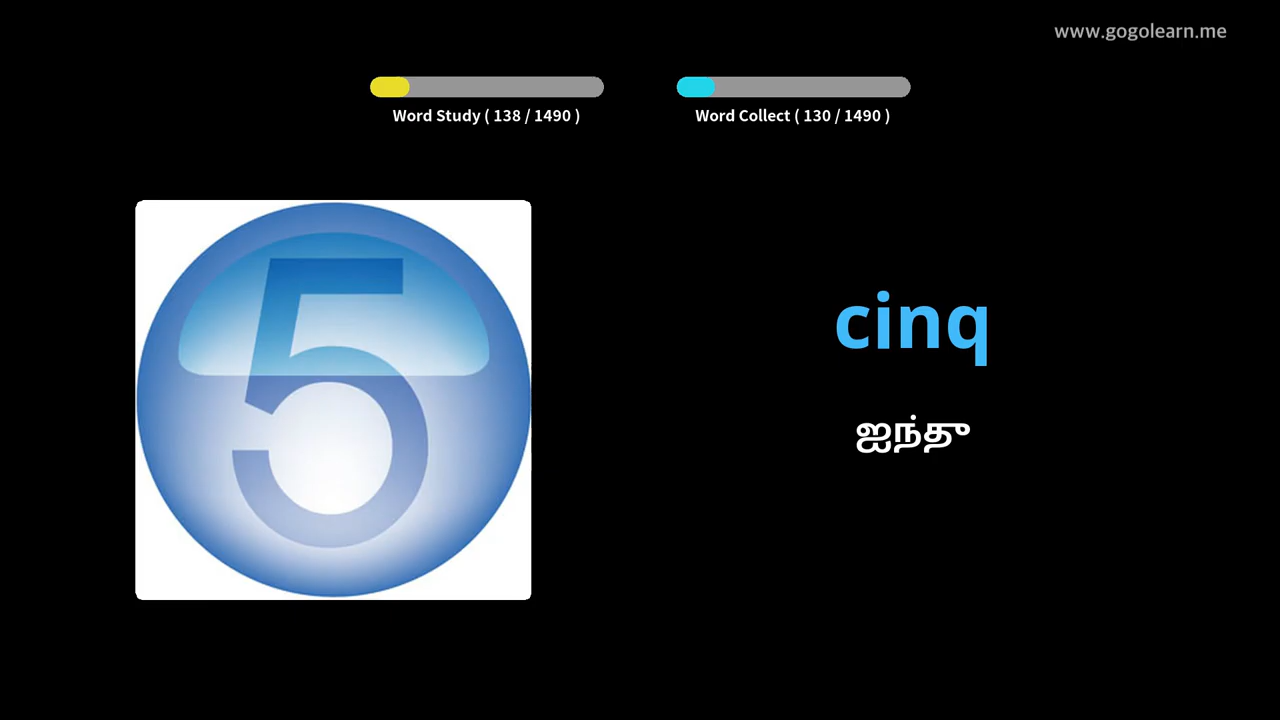 www.gogolearn.me
Word Study ( 138 / 1490 )
Word Collect ( 130 / 1490 )
5
cinq
ஐந்து